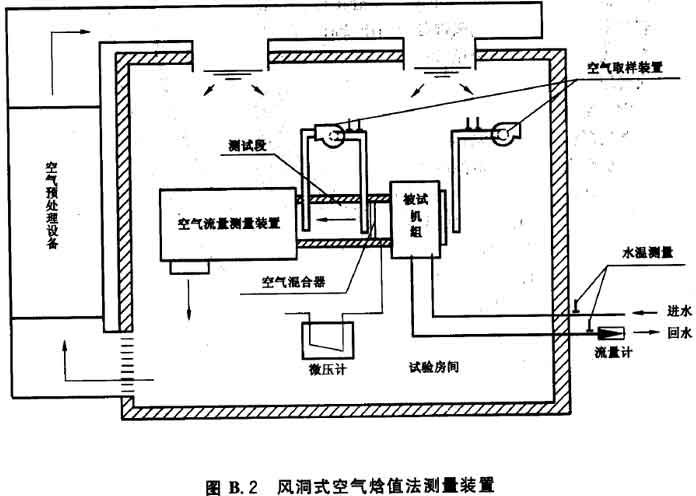 空气取样装置
测试段
空气预处理设备
空气流量测量装置
被试机组
空气混合器
水温测量
进水
回水
流量计
微压计
试验房间
图 B.2 风洞式空气焓值法测量装置